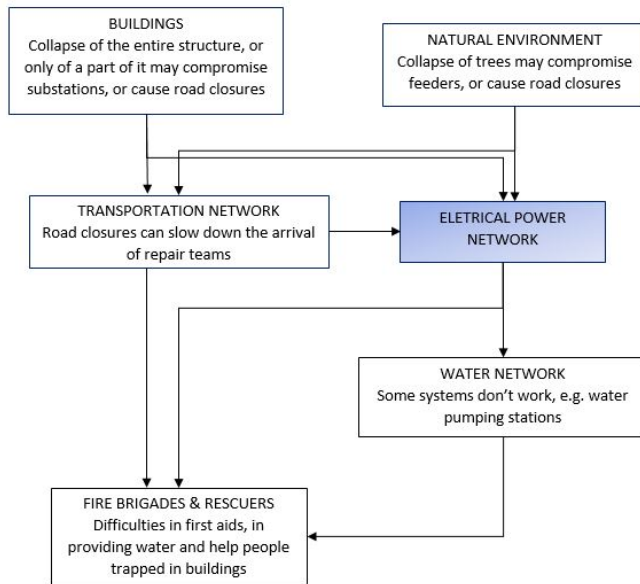 BUILDINGS
Collapse of the entire structure, or
only of a part of it may compromise
substations, or cause road closures
NATURAL ENVIRONMENT
Collapse of trees may compromise
feeders, or cause road closures
TRANSPORTATION NETWORK
Road closures can slow down the arrival
of repair teams
ELETRICAL POWER
NETWORK
WATER NETWORK
Some systems don't work, e.g. water
pumping stations
FIRE BRIGADES & RESCUERS
Difficulties in first aids, in
providing water and help people
trapped in buildings